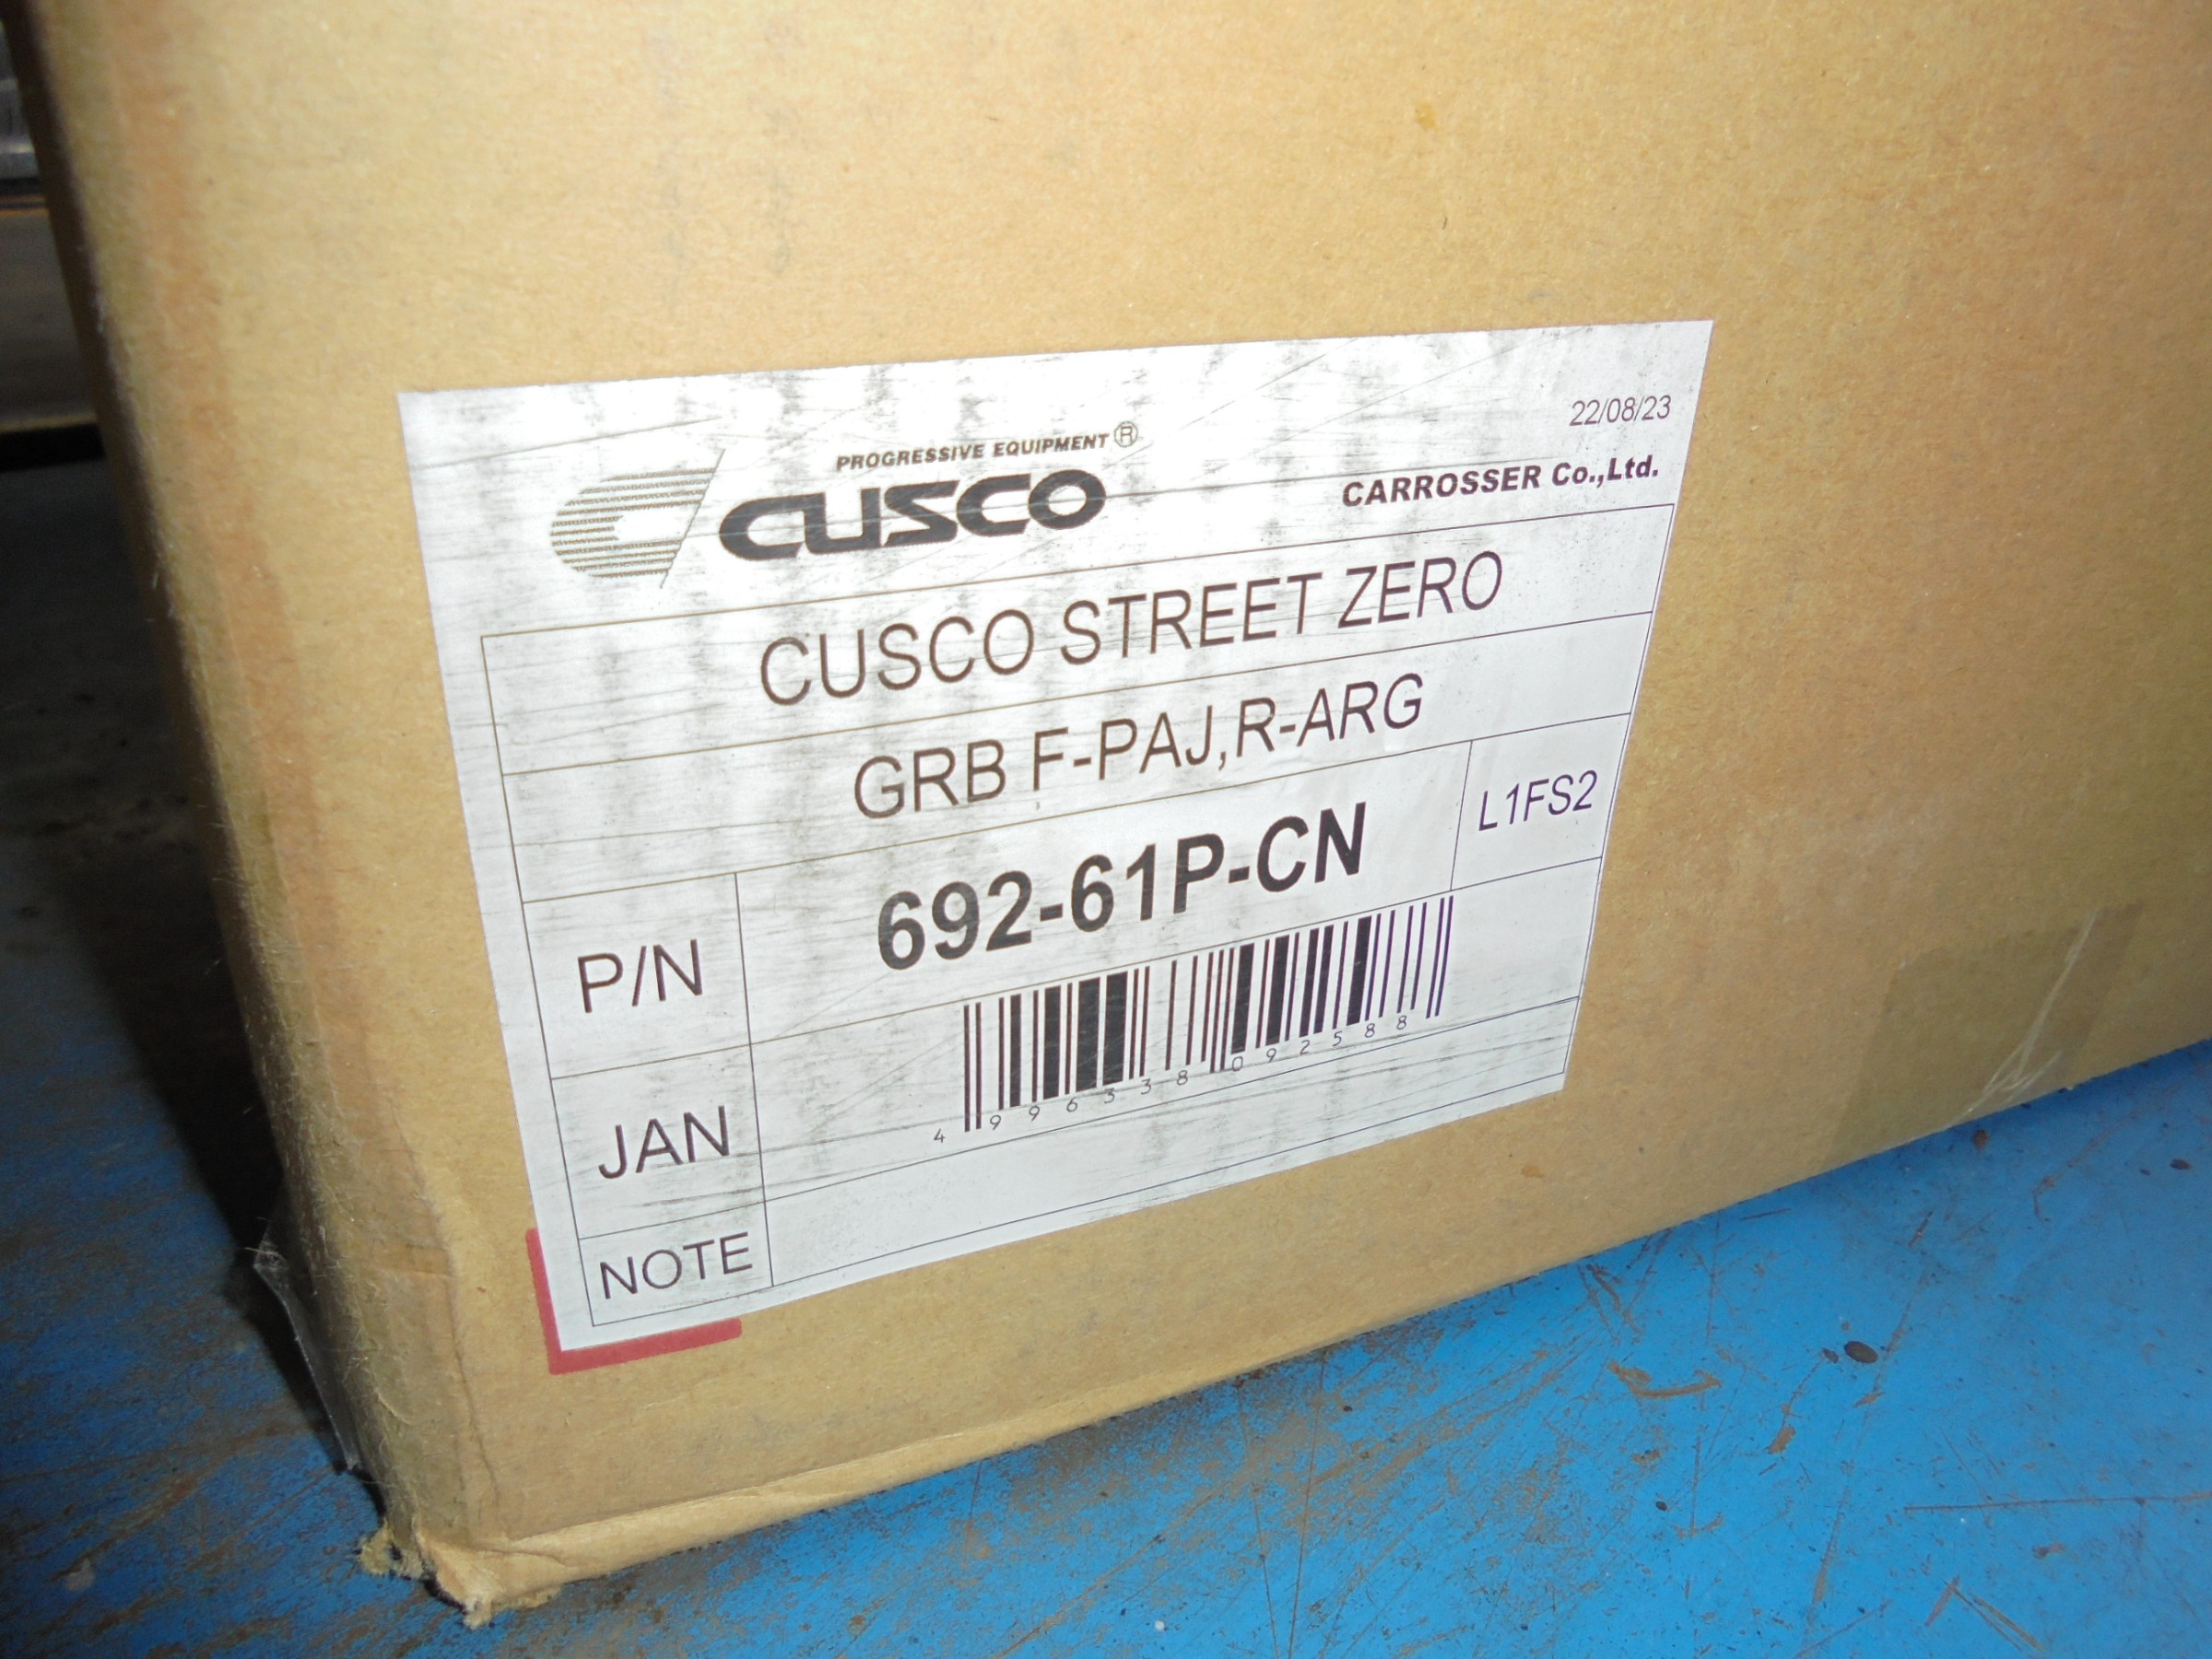 22/08/23
PROGRESSIVE EQUIPMENT®
CUSCO
CARROSSER Co.,Ltd.
CUSCO STREET ZERO
GRB F-PAJ,R-ARG
P/N 692-61P-CN L1FS2
JAN 4 996338 092588
NOTE